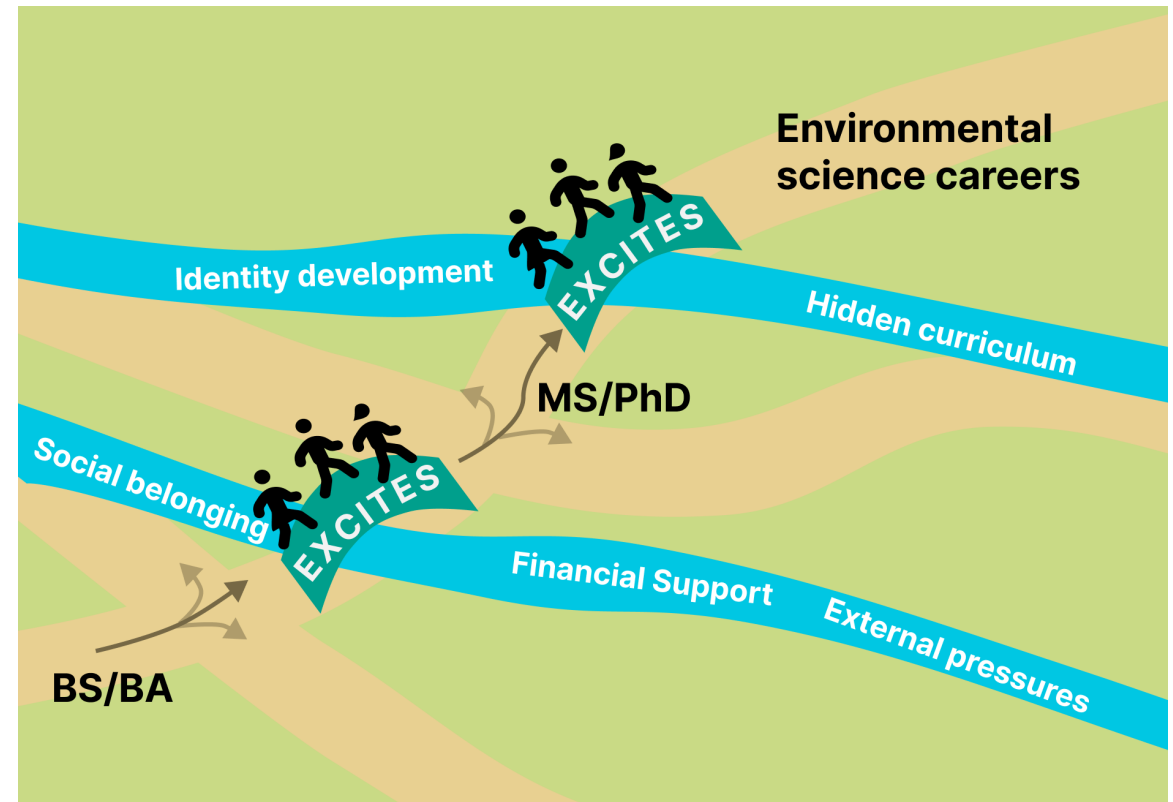 Environmental
science careers
EXCITES
Identity development
Hidden curriculum
MS/PhD
Social belonging
EXCITES
Financial Support
External pressures
BS/BA